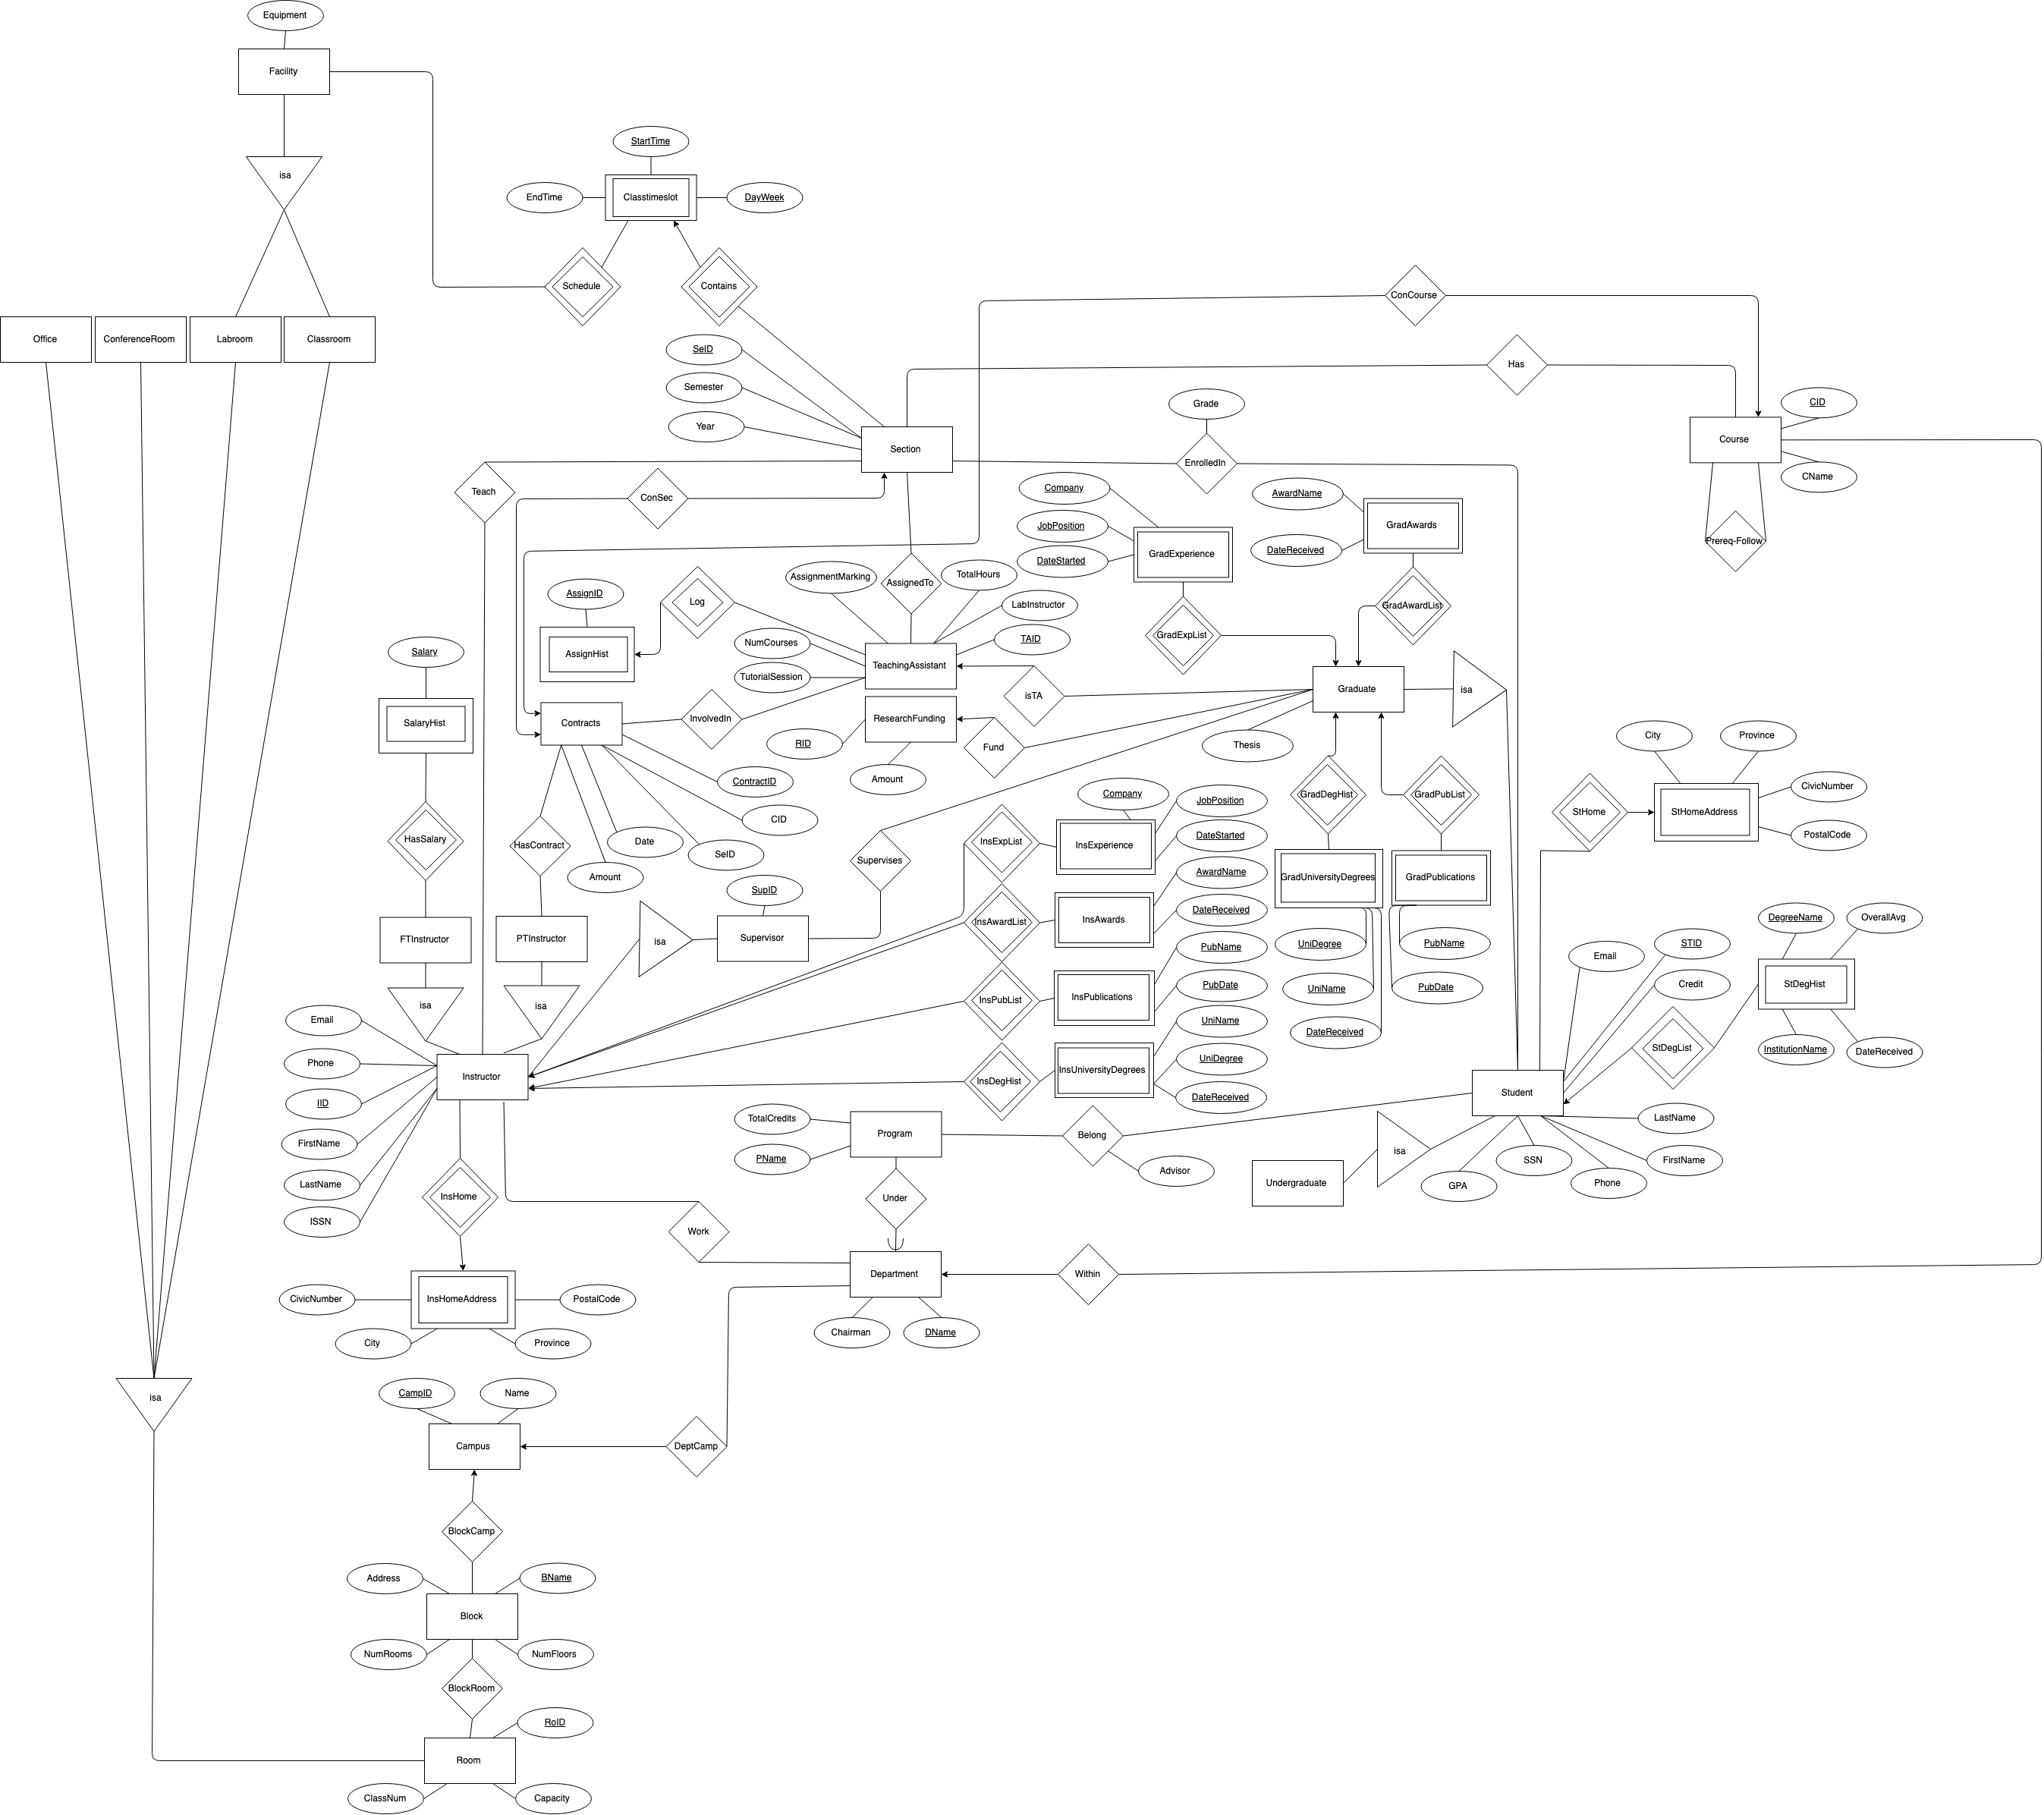 Equipment
Facility
StartTime
isa
EndTime
Classtimeslot
DayWeek
Schedule
Contains
ConCourse
Office
ConferenceRoom
Labroom
Classroom
SeID
Has
Semester
CID
Grade
Year
Section
Course
EnrolledIn
CName
Teach
ConSec
Company
AwardName
GradAwards
JobPosition
Prereq-Follow
GradExperience
DateReceived
DateStarted
AssignmentMarking
AssignedTo
TotalHours
AssignID
Log
LabInstructor
GradAwardList
GradExpList
TAID
NumCourses
Salary
AssignHist
TeachingAssistant
TutorialSession
isTA
Graduate
isa
SalaryHist
Contracts
InvolvedIn
ResearchFunding
RID
Fund
Thesis
City
Province
ContractID
Amount
CivicNumber
Company
GradDegHist
GradPubList
JobPosition
StHome
StHomeAddress
CID
HasSalary
HasContract
Date
InsExpList
InsExperience
DateStarted
PostalCode
SeID
Supervises
Amount
AwardName
GradUniversityDegrees
GradPublications
SupID
DateReceived
InsAwardList
InsAwards
DegreeName
OverallAvg
FTInstructor
PTInstructor
isa
Supervisor
PubName
UniDegree
PubName
STID
Email
PubDate
UniName
PubDate
Credit
StDegHist
isa
isa
InsPubList
InsPublications
Email
UniName
DateReceived
StDegList
InstitutionName
DateReceived
Phone
Instructor
InsDegHist
InsUniversityDegrees
UniDegree
DateReceived
Student
IID
TotalCredits
Program
Belong
LastName
FirstName
PName
isa
SSN
FirstName
Advisor
LastName
InsHome
Under
Undergraduate
GPA
Phone
ISSN
Work
Department
Within
CivicNumber
InsHomeAddress
PostalCode
City
Province
Chairman
DName
isa
CampID
Name
Campus
DeptCamp
BlockCamp
Address
BName
Block
NumRooms
NumFloors
BlockRoom
RoID
Room
ClassNum
Capacity